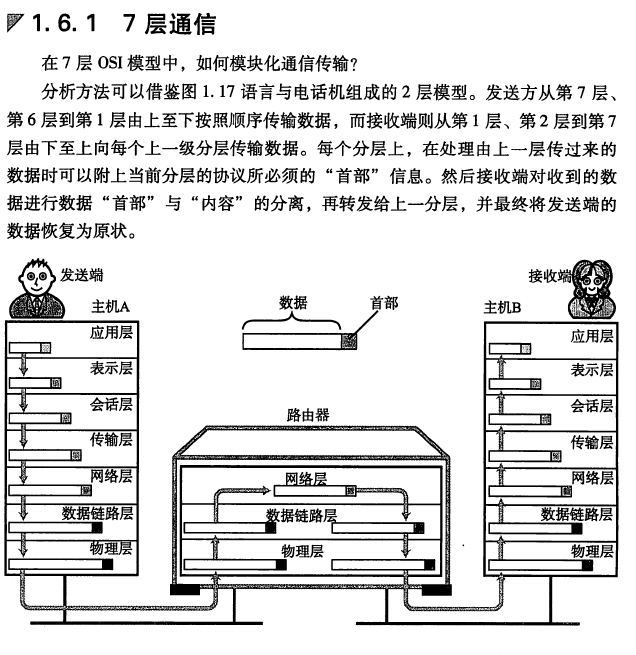 1.6.1 7层通信
在7层 OSI 模型中，如何模块化通信传输？
分析方法可以借鉴图 1.17 语言与电话机组成的 2 层模型。发送方从第 7 层、
第 6 层到第 1 层由上至下按照顺序传输数据，而接收端则从第 1 层、第 2 层到第 7
层由下至上向每个上一级分层传输数据。每个分层上，在处理由上一层传过来的
数据时可以附上当前分层的协议所必须的“首部”信息。然后接收端对收到的数
据进行数据“首部”与“内容”的分离，再转发给上一分层，并最终将发送端的
数据恢复为原状。
发送端
主机A
应用层
表示层
会话层
传输层
网络层
数据链路层
物理层
数据
首部
路由器
网络层
数据链路层
物理层
接收端
主机B
应用层
表示层
会话层
传输层
网络层
数据链路层
物理层